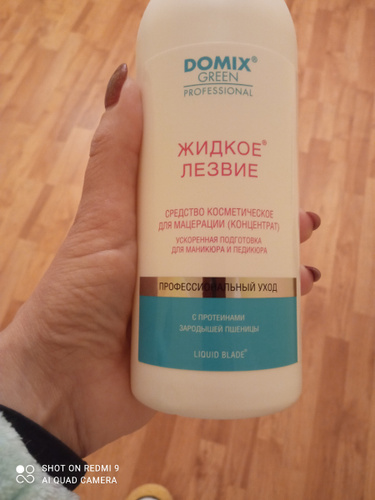 DOMIX®
GREEN
PROFESSIONAL
ЖИДКОЕ®
ЛЕЗВИЕ
СРЕДСТВО КОСМЕТИЧЕСКОЕ
ДЛЯ МАЦЕРАЦИИ (КОНЦЕНТРАТ)
УСКОРЕННАЯ ПОДГОТОВКА
ДЛЯ МАНИКЮРА И ПЕДИКЮРА
ПРОФЕССИОНАЛЬНЫЙ УХОД
С ПРОТЕИНАМИ
ЗАРОДЫШЕЙ ПШЕНИЦЫ
LIQUID BLADE®
SHOT ON REDMI 9
AI QUAD CAMERA